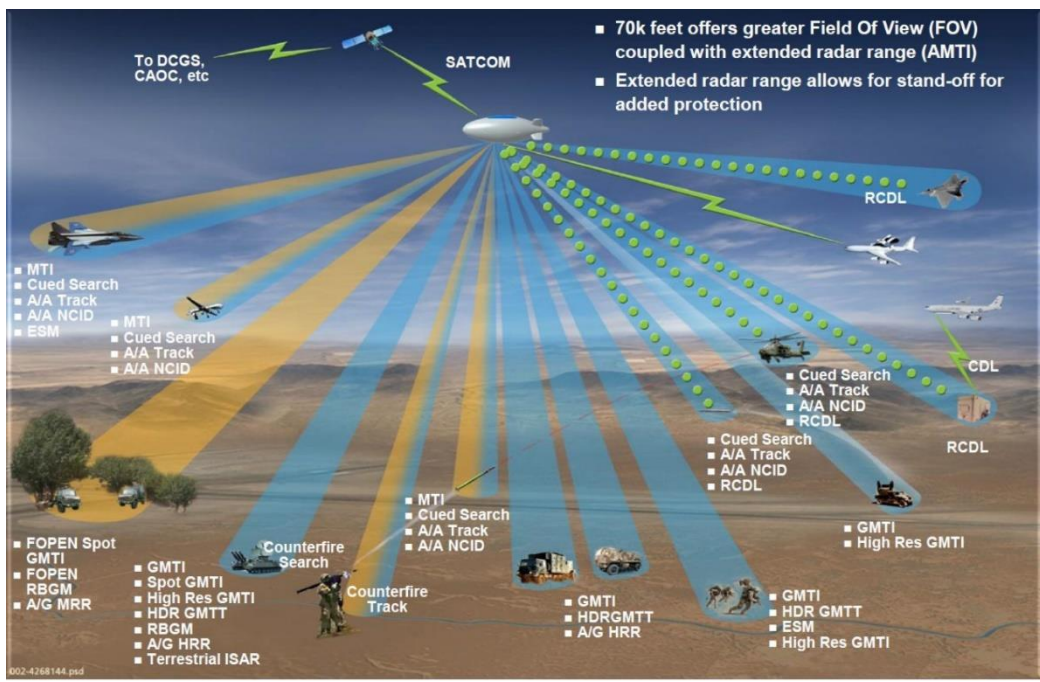 ▪ 70k feet offers greater Field Of View (FOV)
coupled with extended radar range (AMTI)
▪ Extended radar range allows for stand-off for
added protection
To DCGS,
CAOC, etc
SATCOM
RCDL
▪ MTI
▪ Cued Search
▪ A/A Track
▪ A/A NCID
▪ ESM
▪ MTI
▪ Cued Search
▪ A/A Track
▪ A/A NCID
CDL
▪ Cued Search
▪ A/A Track
▪ A/A NCID
▪ RCDL
RCDL
▪ Cued Search
▪ A/A Track
▪ A/A NCID
▪ RCDL
▪ MTI
▪ Cued Search
▪ A/A Track
▪ A/A NCID
▪ GMTI
▪ High Res GMTI
▪ FOPEN Spot
GMTI
▪ FOPEN
RBGM
▪ A/G MRR
▪ GMTI
▪ Spot GMTI
▪ High Res GMTI
▪ HDR GMTT
▪ RBGM
▪ A/G HRR
▪ Terrestrial ISAR
Counterfire
Search
Counterfire
Track
▪ GMTI
▪ HDRGMTT
▪ A/G HRR
▪ GMTI
▪ HDR GMTT
▪ ESM
▪ High Res GMTI
002-4268144.psd